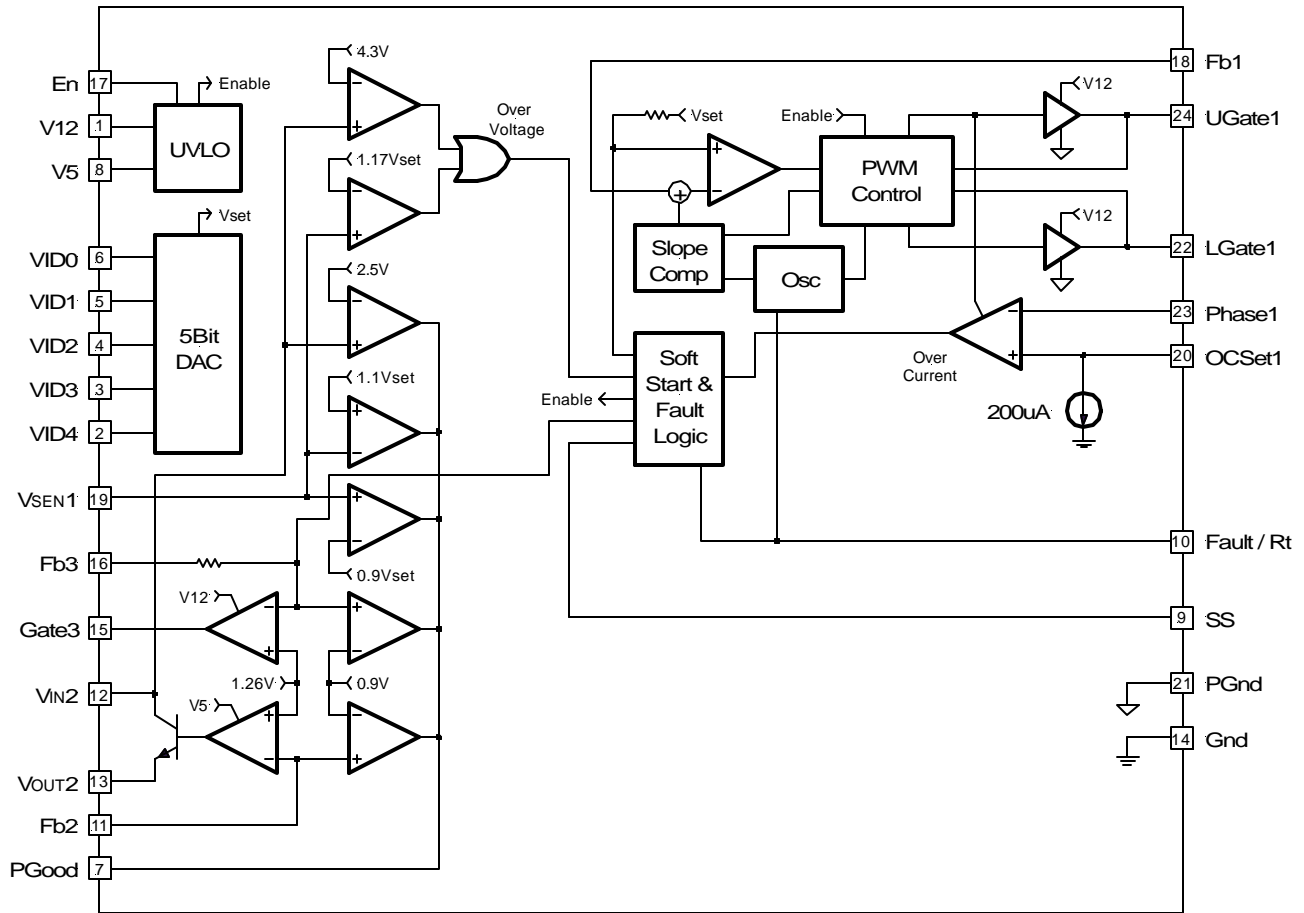 En
17
V12
1
V5
8
UVLO
Enable
VID0
6
VID1
5
VID2
4
VID3
3
VID4
2
Vset
5Bit
DAC
VSEN1
19
Fb3
16
Gate3
15
VIN2
12
VOUT2
13
Fb2
11
PGood
7
4.3V
−
+
1.17Vset
−
+
2.5V
−
+
1.1Vset
+
−
+
−
0.9Vset
V12
−
+
+
−
1.26V
0.9V
V5
+
−
−
+
Over
Voltage
Vset
+
−
+
Enable
PWM
Control
Slope
Comp
Osc
V12
V12
Soft
Start &
Fault
Logic
Enable
Over
Current
−
+
200uA
18
Fb1
24
UGate1
22
LGate1
23
Phase1
20
OCSet1
10
Fault / Rt
9
SS
21
PGnd
14
Gnd